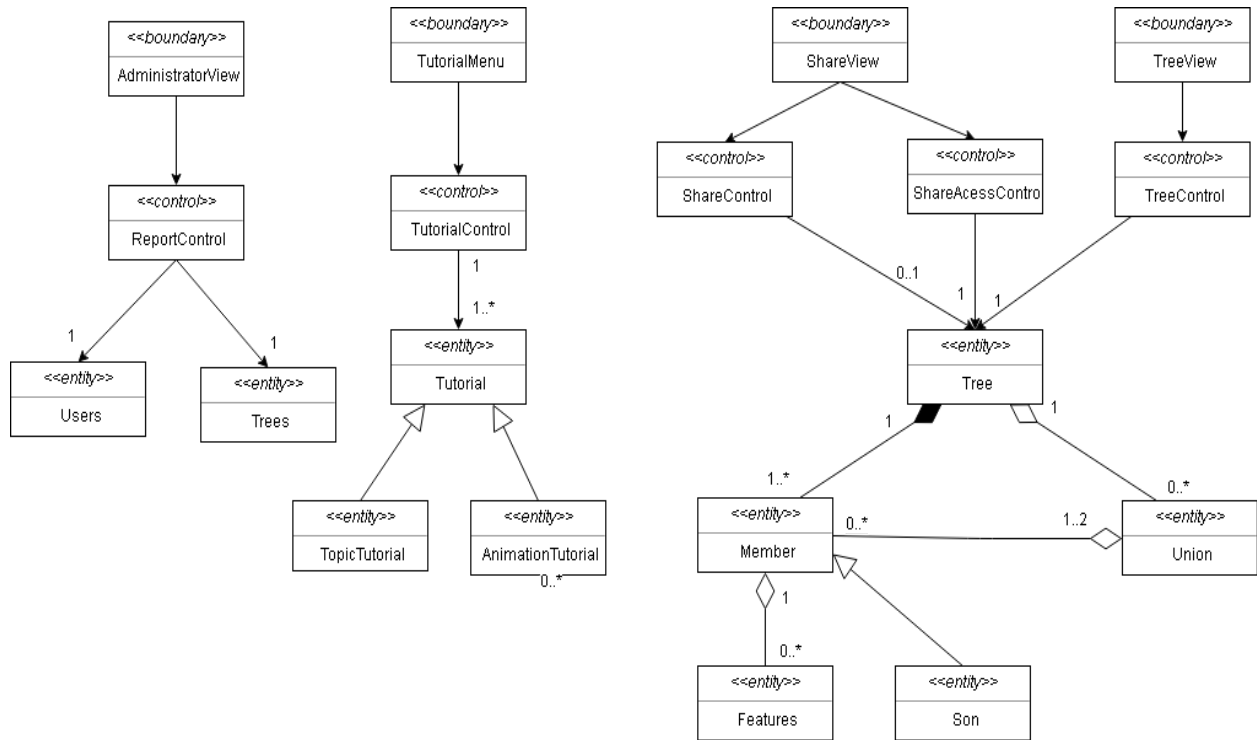 <<boundary>>
AdministratorView
<<boundary>>
TutorialMenu
<<boundary>>
ShareView
<<boundary>>
TreeView
<<control>>
ReportControl
<<control>>
TutorialControl
<<control>>
ShareControl
<<control>>
ShareAcessContro
<<control>>
TreeControl
1
1
1
1..*
0..1
1
1
<<entity>>
Users
<<entity>>
Trees
<<entity>>
Tutorial
<<entity>>
Tree
1
1
1..*
0..*
<<entity>>
TopicTutorial
<<entity>>
AnimationTutorial
0..*
<<entity>>
Member
0..*
1..2
<<entity>>
Union
1
0..*
<<entity>>
Features
<<entity>>
Son